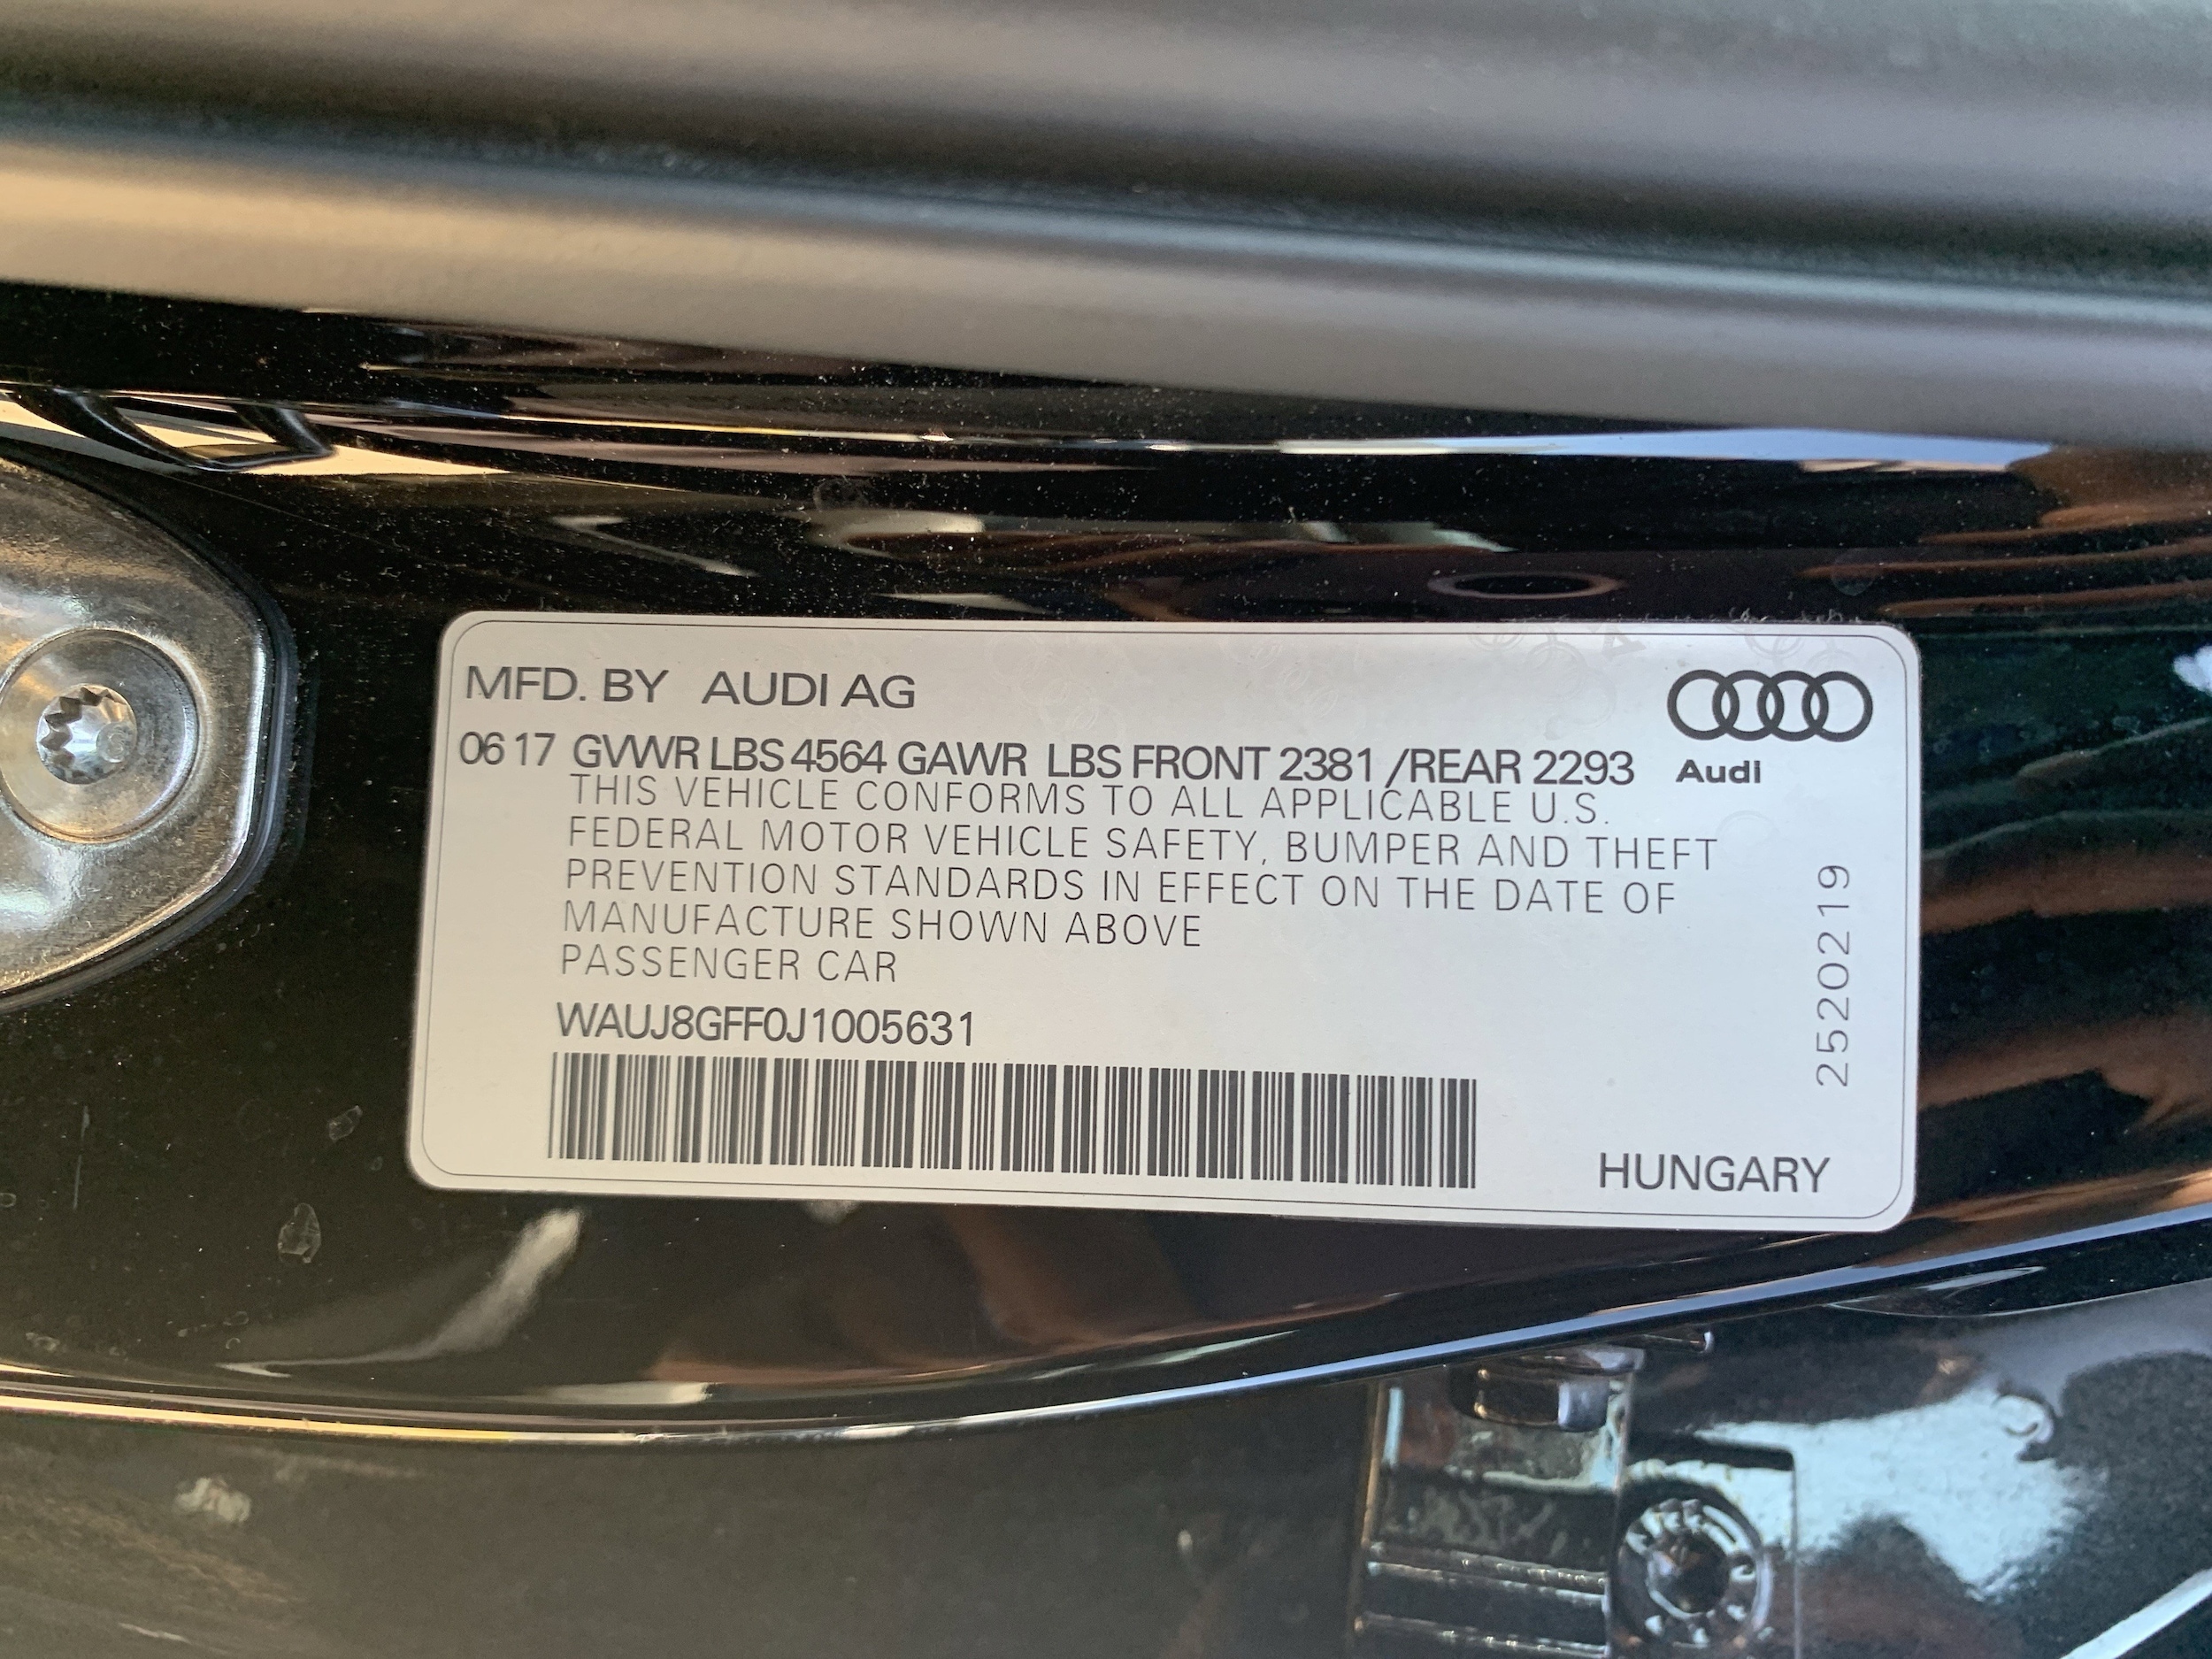 MFD. BY AUDI AG
06 17 GVWR LBS 4564 GAWR LBS FRONT 2381 /REAR 2293
Audi
THIS VEHICLE CONFORMS TO ALL APPLICABLE U.S.
FEDERAL MOTOR VEHICLE SAFETY, BUMPER AND THEFT
PREVENTION STANDARDS IN EFFECT ON THE DATE OF
MANUFACTURE SHOWN ABOVE
PASSENGER CAR
WAUJ8GFF0J1005631
2520219
HUNGARY